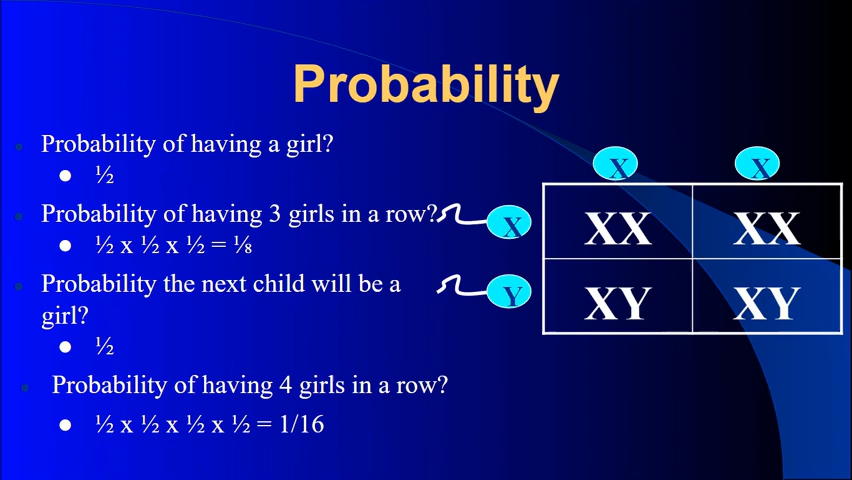 Probability
Probability of having a girl?
½
Probability of having 3 girls in a row?
½ x ½ x ½ = ⅛
Probability the next child will be a
girl?
½
Probability of having 4 girls in a row?
½ x ½ x ½ x ½ = 1/16
X X
X XX XX
Y XY XY